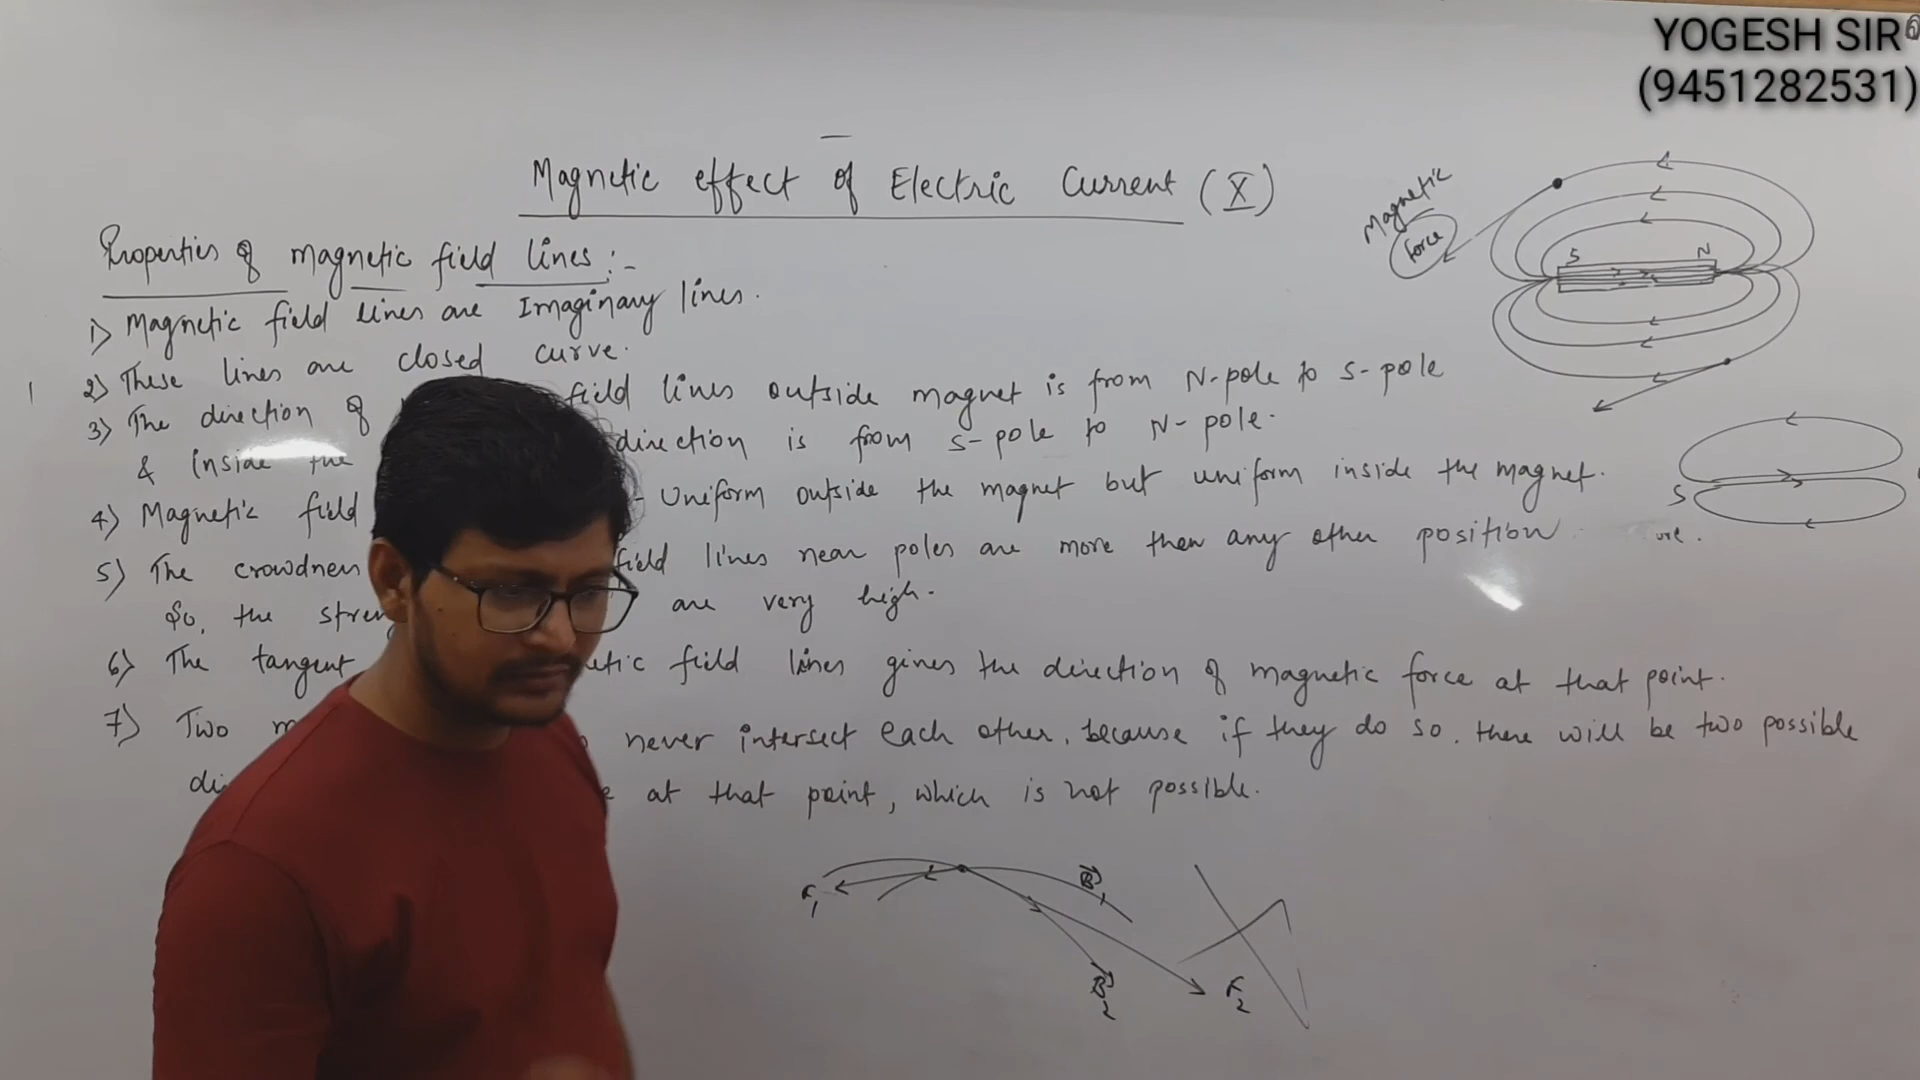 YOGESH SIR
(9451282531)
Magnetic effect of Electric Current (X)
Properties of magnetic field lines:-
1) Magnetic field lines are Imaginary lines.
2) These lines are closed curve.
3) The direction of field lines outside magnet is from N-pole to S-pole
& inside the direction is from S-pole to N-pole.
4) Magnetic field - Uniform outside the magnet but uniform inside the magnet.
5) The crowdness field lines near poles are more then any other position
So, the are very high.
6) The tangent field lines gives the direction of magnetic force at that point.
7) Two never intersect each other, because if they do so, there will be two possible
at that point, which is not possible.
Magnetic
force
S N
S
F1
B1
B2
F2